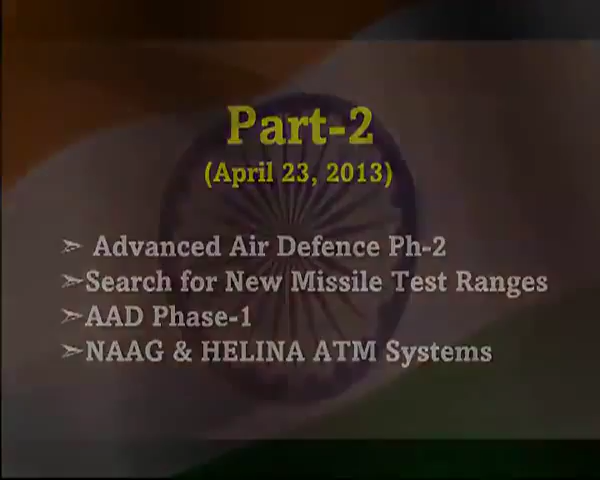 Part-2
(April 23, 2013)
➢ Advanced Air Defence Ph-2
➢Search for New Missile Test Ranges
➢AAD Phase-1
➢NAAG & HELINA ATM Systems